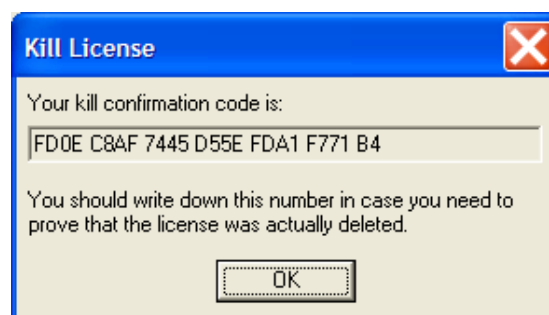 Kill License
Your kill confirmation code is:
FD0E C8AF 7445 D55E FDA1 F771 B4
You should write down this number in case you need to
prove that the license was actually deleted.
OK